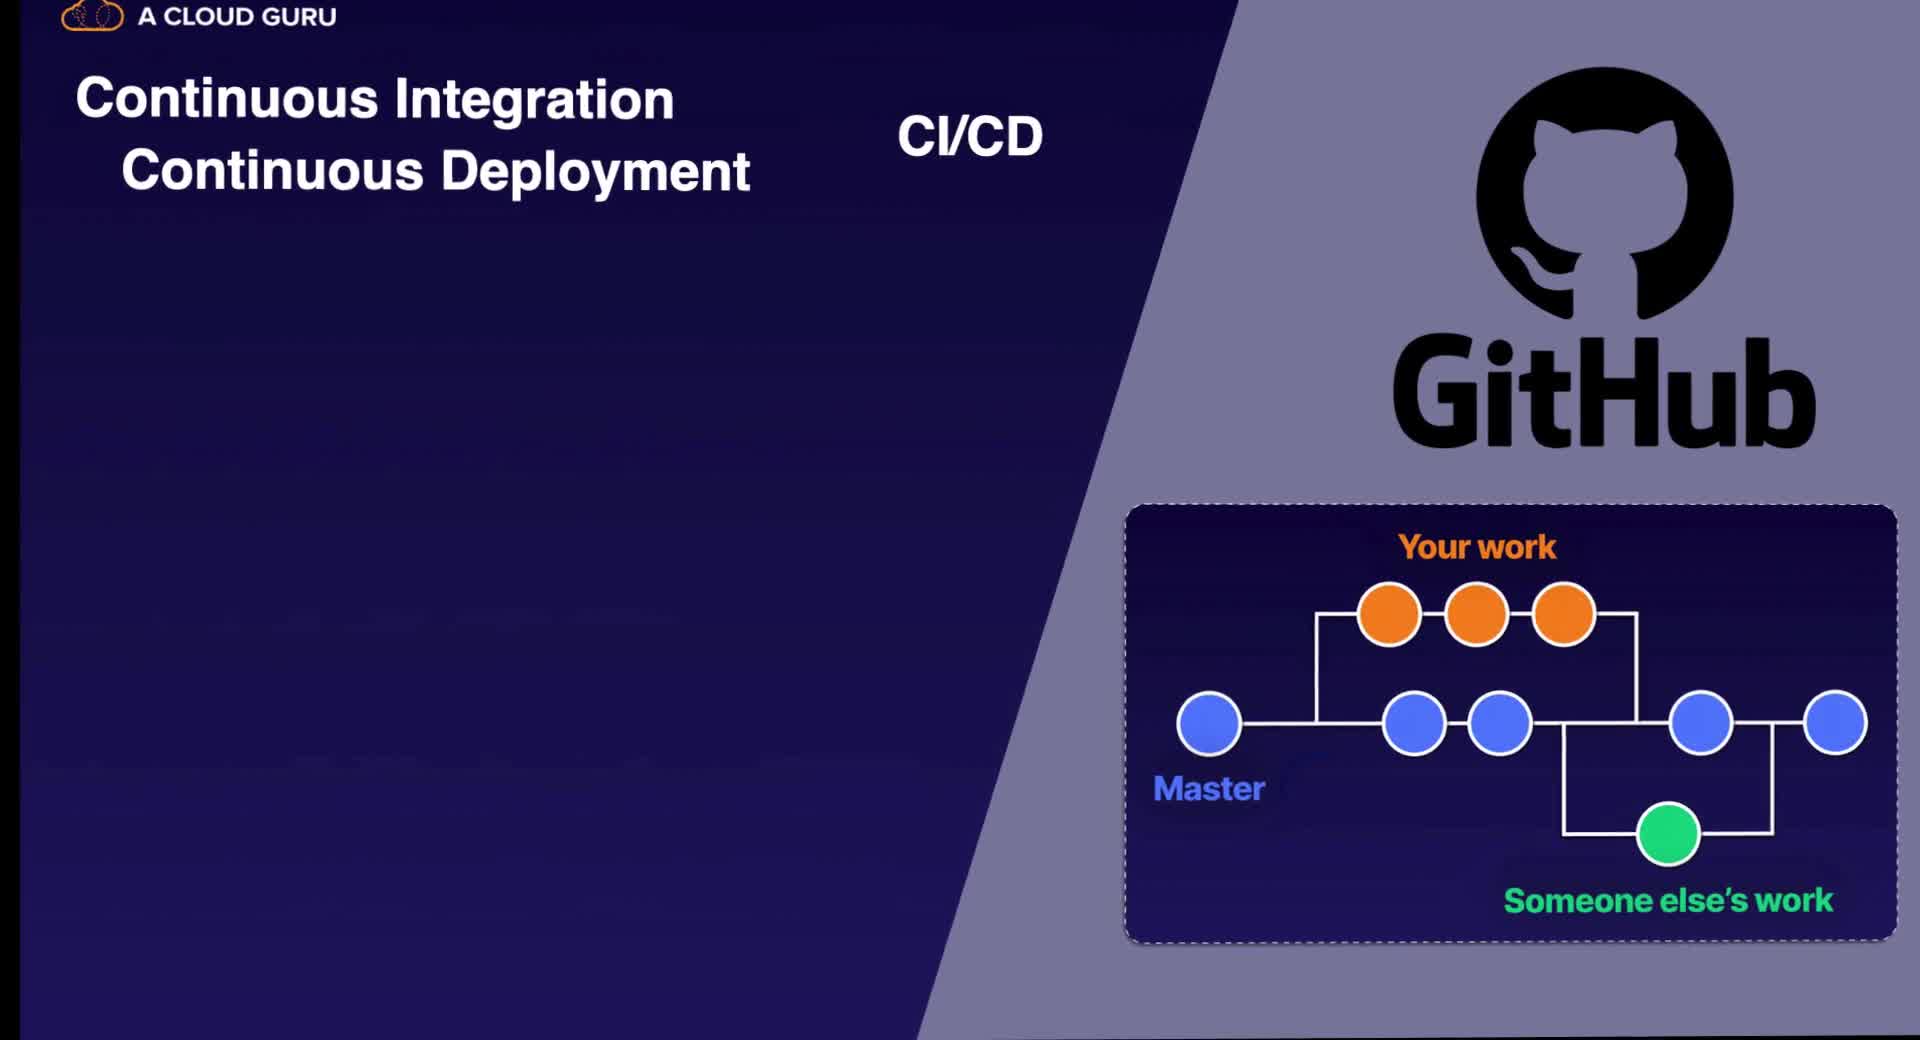 A CLOUD GURU
Continuous Integration
Continuous Deployment
CI/CD
GitHub
Your work
Master
Someone else's work